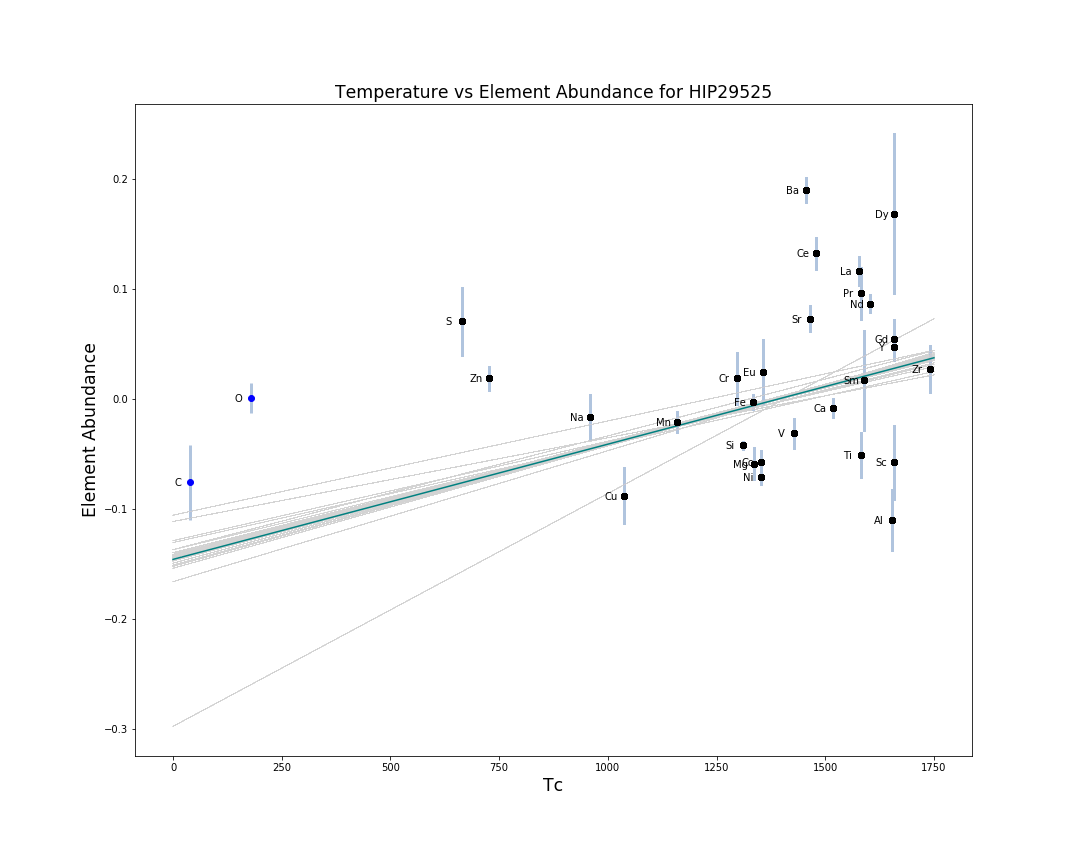 Temperature vs Element Abundance for HIP29525
Element Abundance
0.2
0.1
0.0
−0.1
−0.2
−0.3
Ba
Dy
Ce
La
Pr
Nd
S
Sr
Gd
Y
Zr
Eu
Zn
Cr
Sm
O
Fe
Ca
Na
Mn
V
Si
Ti
Co
Sc
Mg
Ni
C
Cu
Al
0
250
500
750
1000
1250
1500
1750
Tc